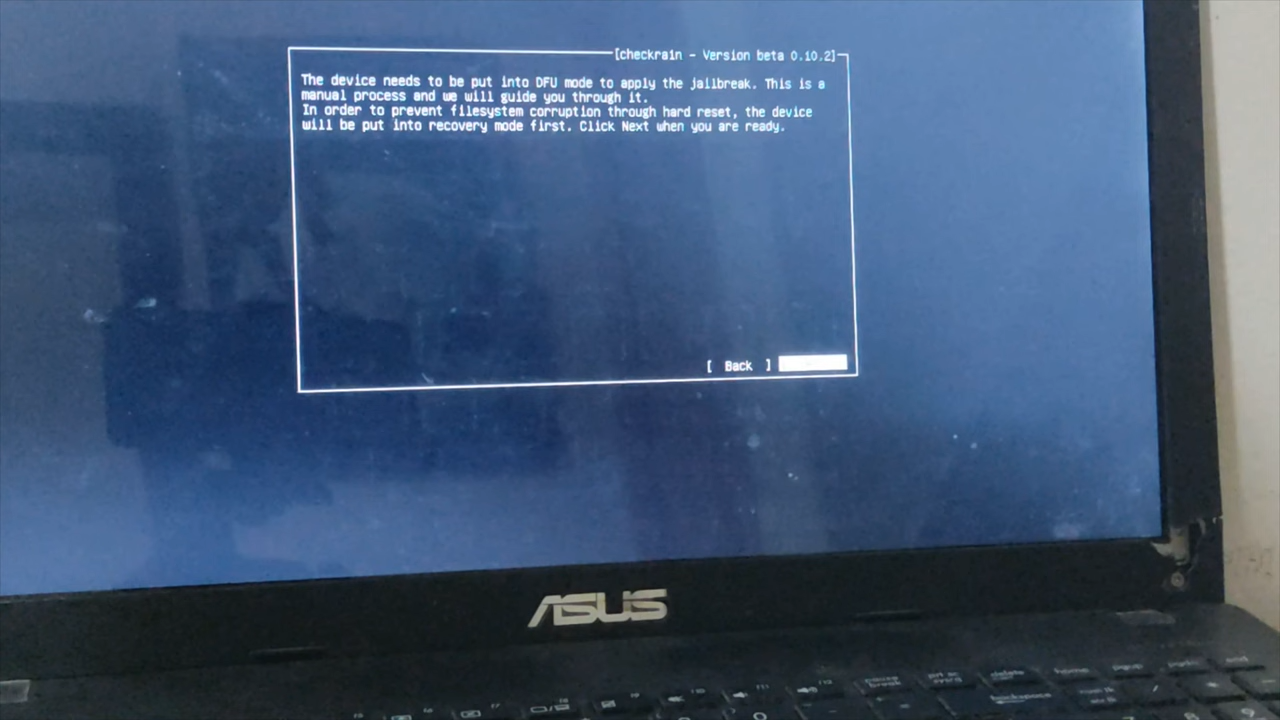 [checkra1n - Version beta 0.10.2]
The device needs to be put into DFU mode to apply the jailbreak. This is a
manual process and we will guide you through it.
In order to prevent filesystem corruption through hard reset, the device
will be put into recovery mode first. Click Next when you are ready.
[ Back ]
ASUS
home